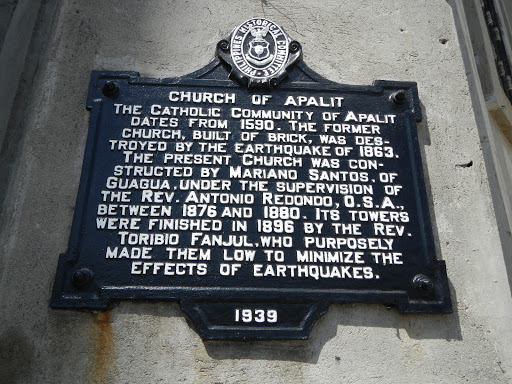 PHILIPPINES HISTORICAL COMMITTEE
CHURCH OF APALIT
THE CATHOLIC COMMUNITY OF APALIT
DATES FROM 1590. THE FORMER
CHURCH, BUILT OF BRICK, WAS DES-
TROYED BY THE EARTHQUAKE OF 1863.
THE PRESENT CHURCH WAS CON-
STRUCTED BY MARIANO SANTOS, OF
GUAGUA, UNDER THE SUPERVISION OF
THE REV. ANTONIO REDONDO, O.S.A.,
BETWEEN 1876 AND 1880. ITS TOWERS
WERE FINISHED IN 1896 BY THE REV.
TORIBIO FANJUL, WHO PURPOSELY
MADE THEM LOW TO MINIMIZE THE
EFFECTS OF EARTHQUAKES.
1939